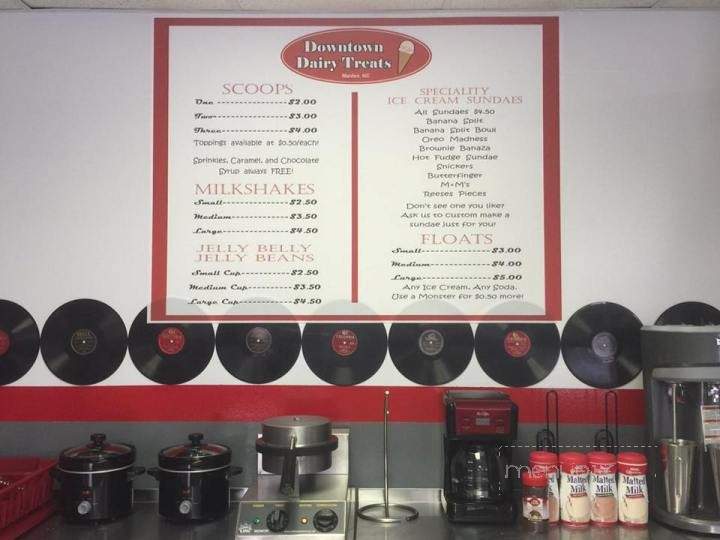 Downtown
Dairy Treats
SCOOPS
One ---------------- $2.00
Two ---------------- $3.00
Three ---------------- $4.00
Toppings available at $0.50/each!
Sprinkles, Caramel, and Chocolate
Syrup always FREE!
MILKSHAKES
Small ---------------- $2.50
Medium ---------------- $3.50
Large ---------------- $4.50
JELLY BELLY
JELLY BEANS
Small Cup ------------ $2.50
Medium Cup ------------ $3.50
Large Cup ------------ $4.50
SPECIALITY
ICE CREAM SUNDAES
All Sundaes $4.50
Banana Split
Banana Split Bowl
Oreo Madness
Brownie Banaza
Hot Fudge Sundae
Snickers
Butterfinger
M+M's
Reeses Pieces
Don't see one you like?
Ask us to custom make a
sundae just for you!
FLOATS
Small ---------------- $3.00
Medium ---------------- $4.00
Large ---------------- $5.00
Any Ice Cream, Any Soda.
Use a Monster for $0.50 more!
menupix
Malted
Milk
Malted
Milk
Malted
Milk